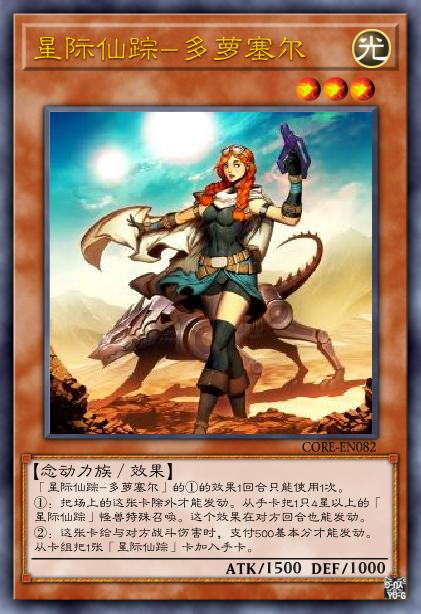 星际仙踪-多萝塞尔
光
CORE-EN082
【念动力族／效果】
「星际仙踪-多萝塞尔」的①的效果1回合只能使用1次。
①：把场上的这张卡除外才能发动。从手卡把1只4星以上的「
星际仙踪」怪兽特殊召唤。这个效果在对方回合也能发动。
②：这张卡给与对方战斗伤害时，支付500基本分才能发动。
从卡组把1张「星际仙踪」卡加入手卡。
ATK/1500 DEF/1000